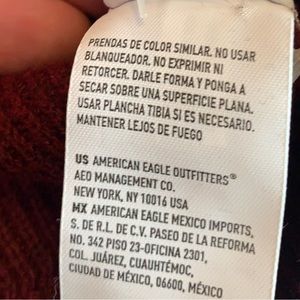 PRENDAS DE COLOR SIMILAR. NO USAR
BLANQUEADOR. NO EXPRIMIR NI
RETORCER. DARLE FORMA Y PONGA A
SECAR SOBRE UNA SUPERFICIE PLANA.
USAR PLANCHA TIBIA SI ES NECESARIO.
MANTENER LEJOS DE FUEGO
US AMERICAN EAGLE OUTFITTERS®
AEO MANAGEMENT CO.
NEW YORK, NY 10016 USA
MX AMERICAN EAGLE MEXICO IMPORTS,
S. DE R.L. DE C.V. PASEO DE LA REFORMA
NO. 342 PISO 23-OFICINA 2301,
COL. JUÁREZ, CUAUHTÉMOC,
CIUDAD DE MÉXICO, 06600, MÉXICO